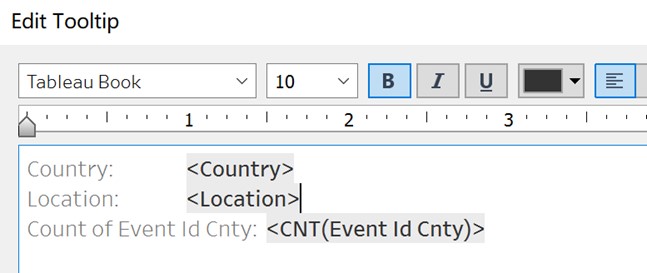 Edit Tooltip
Tableau Book 10 B I U
1 2 3
Country: <Country>
Location: <Location>
Count of Event Id Cnty: <CNT(Event Id Cnty)>